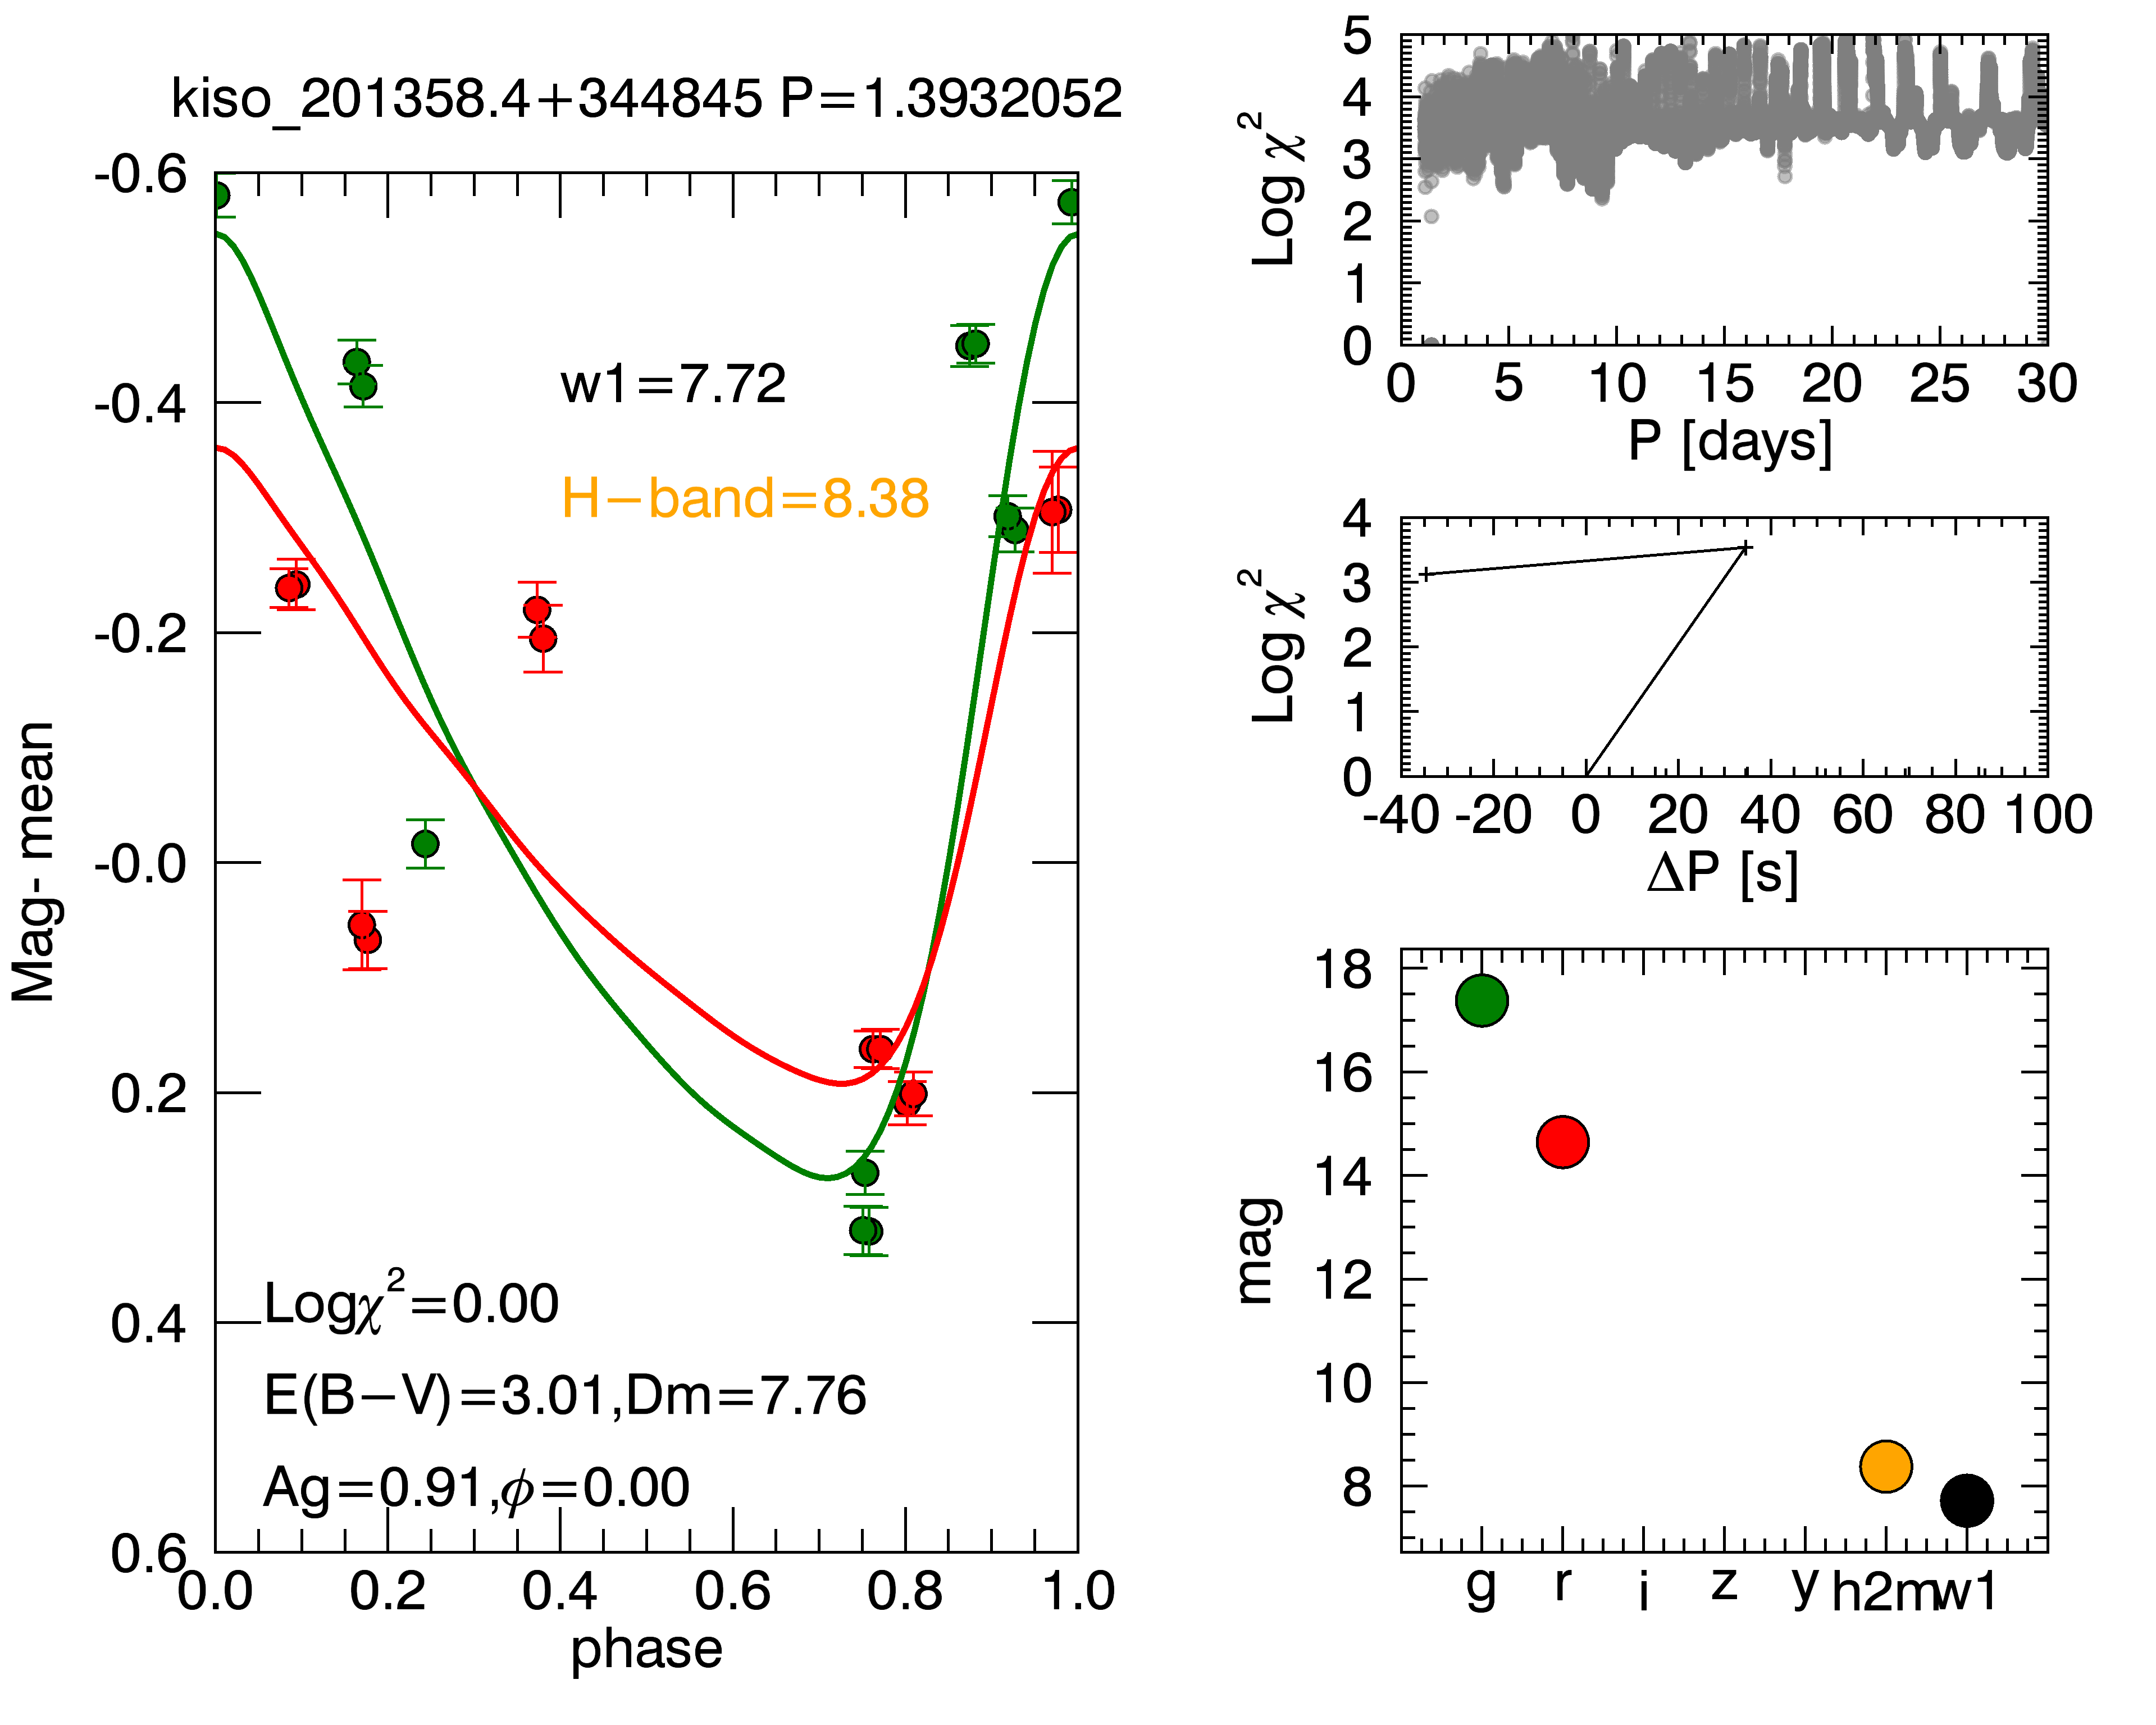 kiso_201358.4+344845 P=1.3932052
-0.6
-0.4
-0.2
-0.0
0.2
0.4
0.6
Mag- mean
w1=7.72
H−band=8.38
Logχ²=0.00
E(B−V)=3.01,Dm=7.76
Ag=0.91,ϕ=0.00
0.0 0.2 0.4 0.6 0.8 1.0
phase
5
4
3
2
1
0
Log χ²
0 5 10 15 20 25 30
P [days]
4
3
2
1
0
Log χ²
-40 -20 0 20 40 60 80 100
ΔP [s]
18
16
14
12
10
8
mag
g r i z y h2m w1